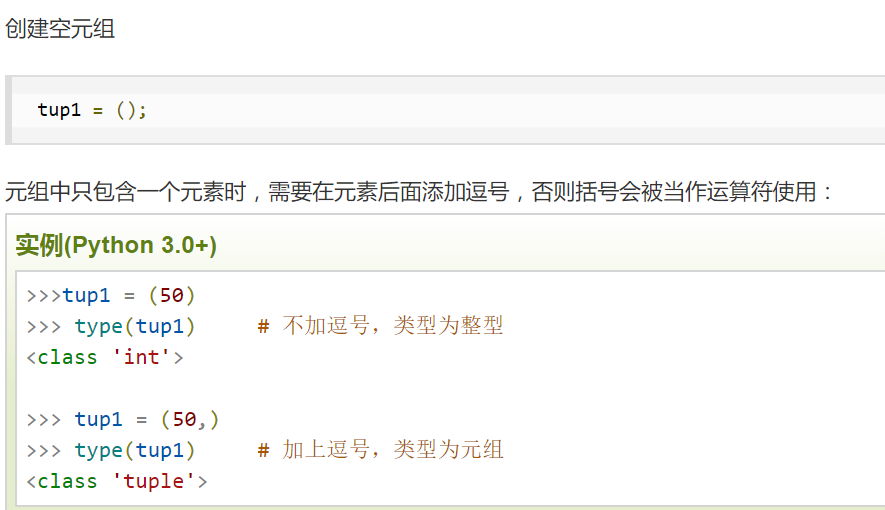 创建空元组
tup1 = ();
元组中只包含一个元素时，需要在元素后面添加逗号，否则括号会被当作运算符使用：
实例(Python 3.0+)
>>>tup1 = (50)
>>> type(tup1)     # 不加逗号，类型为整型
<class 'int'>
>>> tup1 = (50,)
>>> type(tup1)     # 加上逗号，类型为元组
<class 'tuple'>